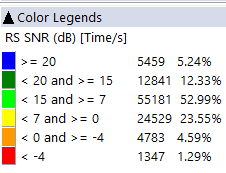 Color Legends
RS SNR (dB) [Time/s]
>= 20 5459 5.24%
< 20 and >= 15 12841 12.33%
< 15 and >= 7 55181 52.99%
< 7 and >= 0 24529 23.55%
< 0 and >= -4 4783 4.59%
< -4 1347 1.29%